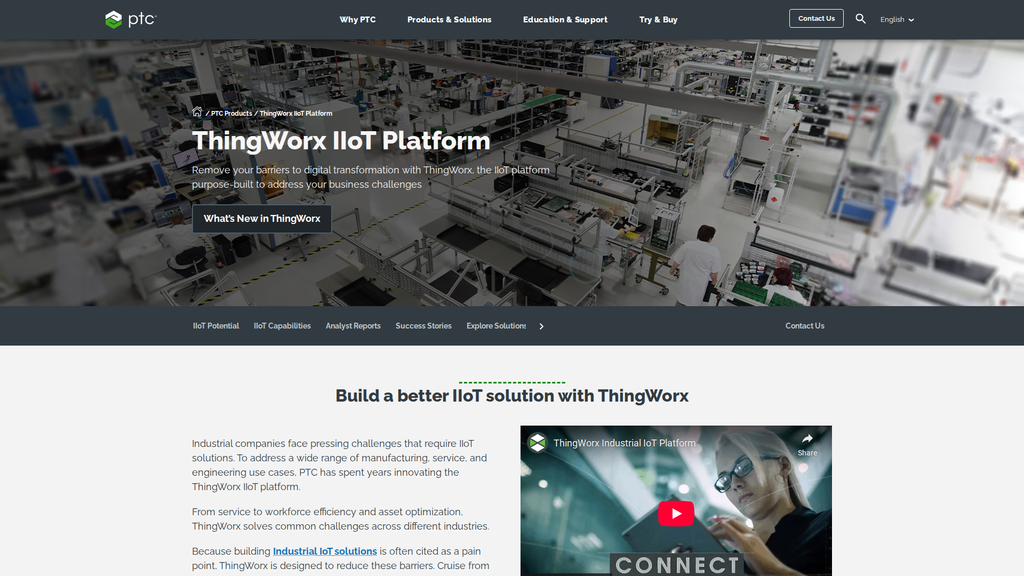 ptc
Why PTC
Products & Solutions
Education & Support
Try & Buy
Contact Us
English
/ PTC Products / ThingWorx IIoT Platform
ThingWorx IIoT Platform
Remove your barriers to digital transformation with ThingWorx, the IIoT platform
purpose-built to address your business challenges
What's New in ThingWorx
IIoT Potential
IIoT Capabilities
Analyst Reports
Success Stories
Explore Solutions
Contact Us
Build a better IIoT solution with ThingWorx
Industrial companies face pressing challenges that require IIoT
solutions. To address a wide range of manufacturing, service, and
engineering use cases, PTC has spent years innovating the
ThingWorx IIoT platform.
From service to workforce efficiency and asset optimization,
ThingWorx solves common challenges across different industries.
Because building Industrial IoT solutions is often cited as a pain
point, ThingWorx is designed to reduce these barriers. Cruise from
ThingWorx Industrial IoT Platform
Share
CONNECT